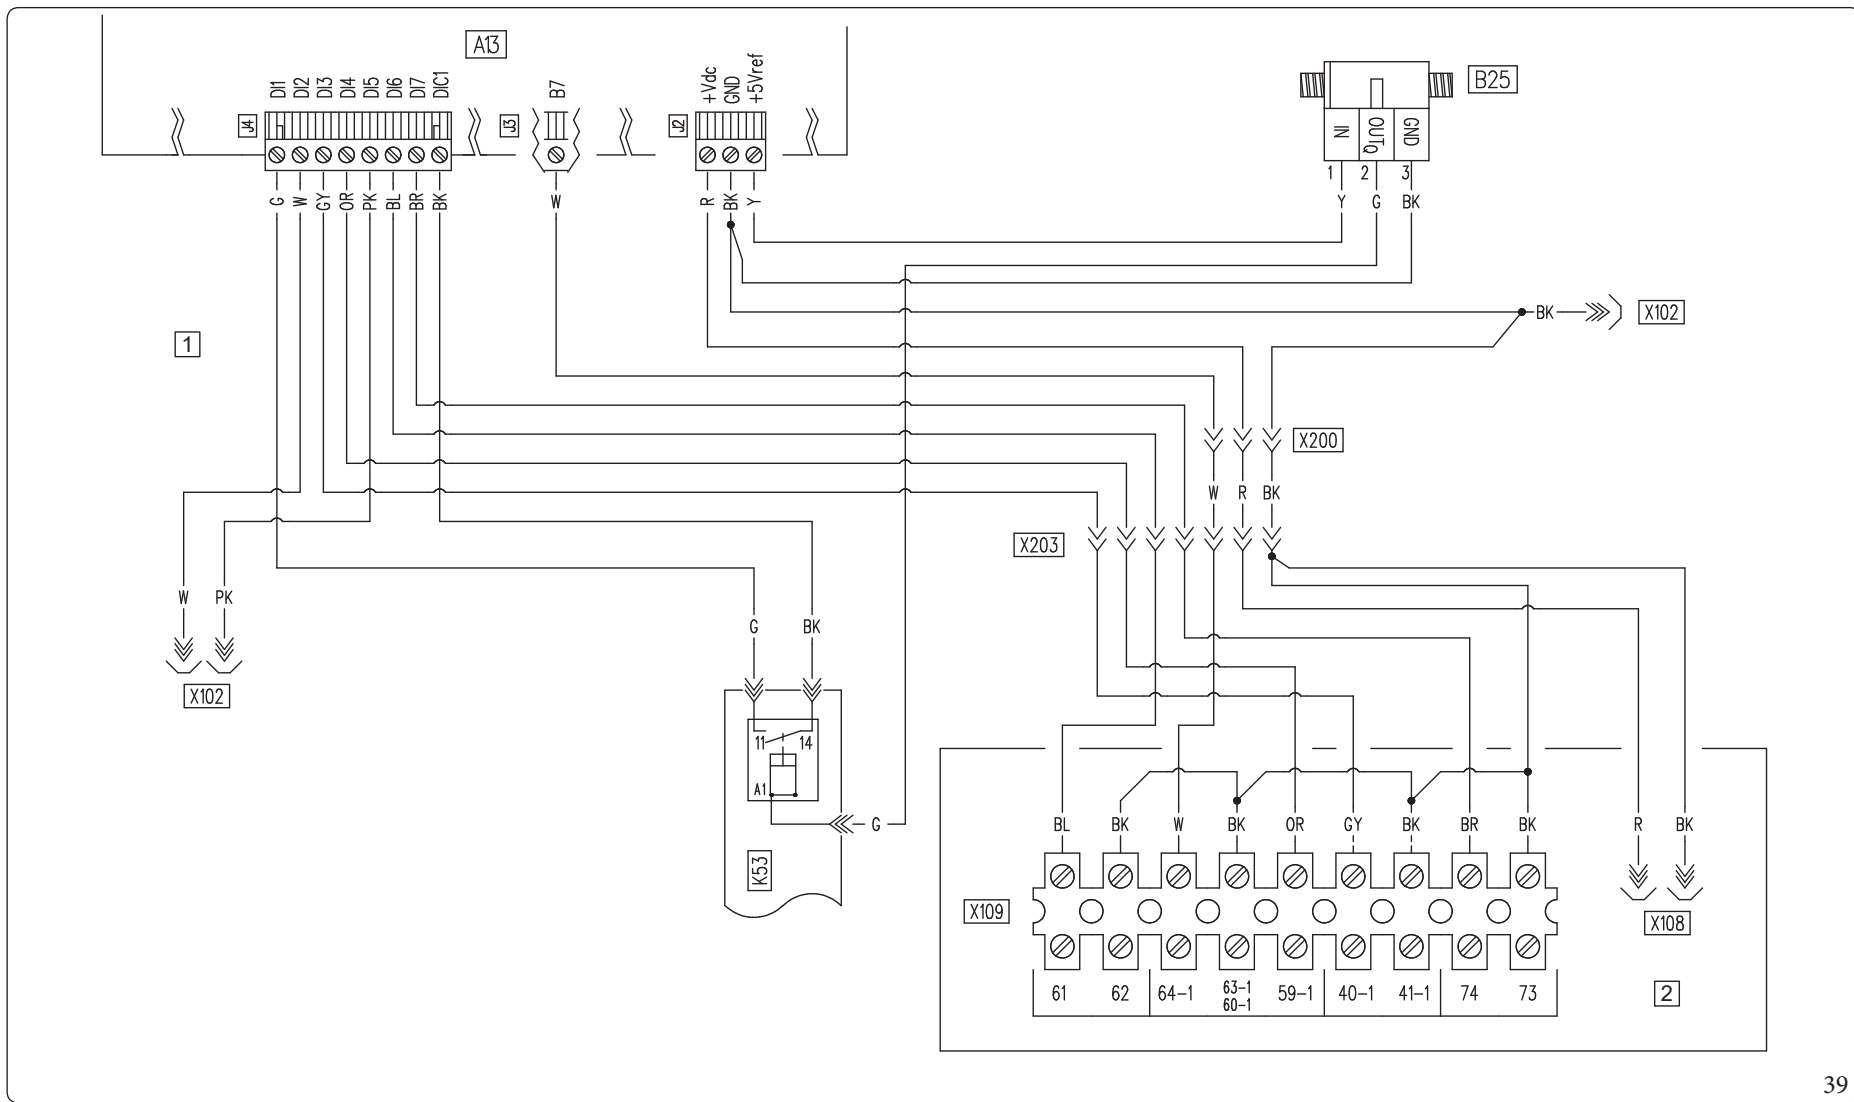 A13
B25
J4
DI1 DI2 DI3 DI4 DI5 DI6 DI7 DIC1
J3
B7
J2
+Vdc GND +5Vref
IN OUTQ GND
1 2 3
G W GY OR PK BL BR BK
W
R BK Y
Y G BK
BK
X102
1
X200
W R BK
X203
W PK
X102
G BK
11 14
A1
G
K53
BL BK W BK OR GY BK BR BK R BK
X109
X108
61 62 64-1 63-1 59-1 40-1 41-1 74 73
60-1
2
39